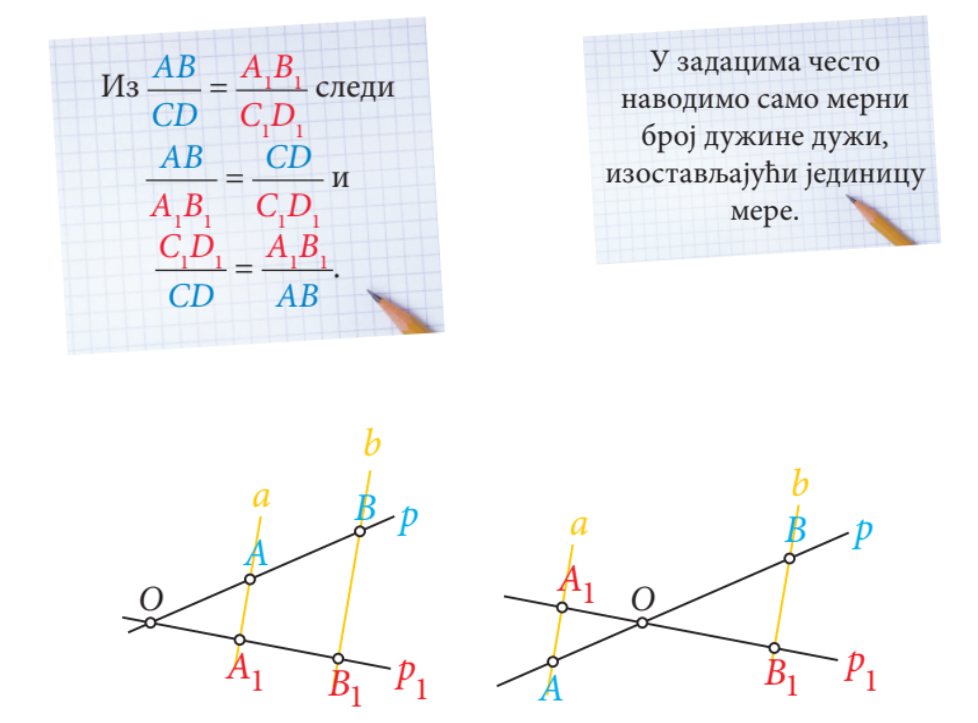 Из AB/CD = A₁B₁/C₁D₁ следи
AB/A₁B₁ = CD/C₁D₁ и
C₁D₁/CD = A₁B₁/AB.
У задацима често
наводимо само мерни
број дужине дужи,
изостављајући јединицу
мере.
b
a
B
p
A
O
A₁
B₁
p₁
b
a
B
p
A₁
O
A
B₁
p₁